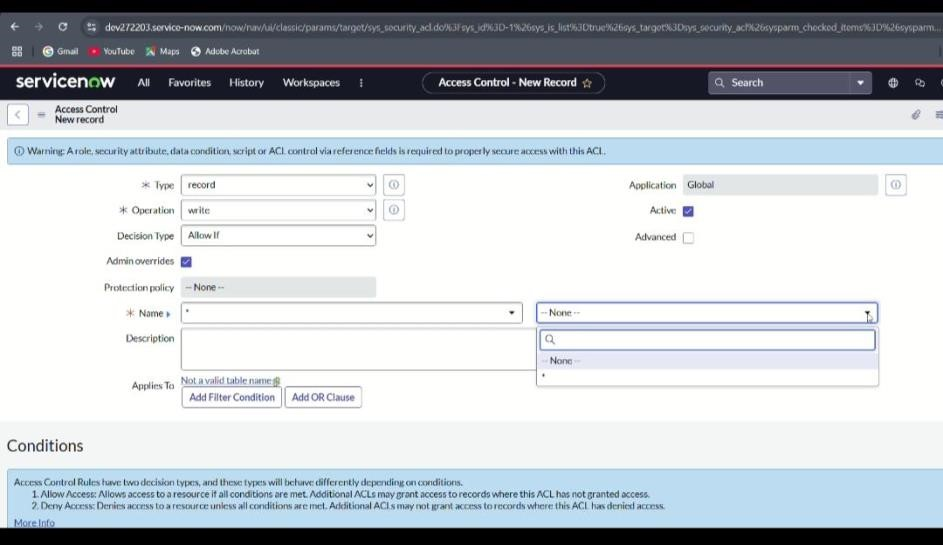 dev272203.service-now.com/now/nav/ui/classic/params/target/sys_security_acl.do%3Fsys_id%3D-1%26sys_is_list%3Dtrue%26sys_target%3Dsys_security_acl%26sysparm_checked_items%3D%26sysparm...
Gmail YouTube Maps Adobe Acrobat
servicenow All Favorites History Workspaces Access Control - New Record Search
Access Control
New record
Warning: A role, security attribute, data condition, script or ACL control via reference fields is required to properly secure access with this ACL.
* Type record Application Global
* Operation write Active
Decision Type Allow If Advanced
Admin overrides
Protection policy -- None --
* Name * -- None --
Description
-- None --
*
Applies To Not a valid table name
Add Filter Condition Add OR Clause
Conditions
Access Control Rules have two decision types, and these types will behave differently depending on conditions.
1. Allow Access: Allows access to a resource if all conditions are met. Additional ACLs may grant access to records where this ACL has not granted access.
2. Deny Access: Denies access to a resource unless all conditions are met. Additional ACLs may not grant access to records where this ACL has denied access.
More Info